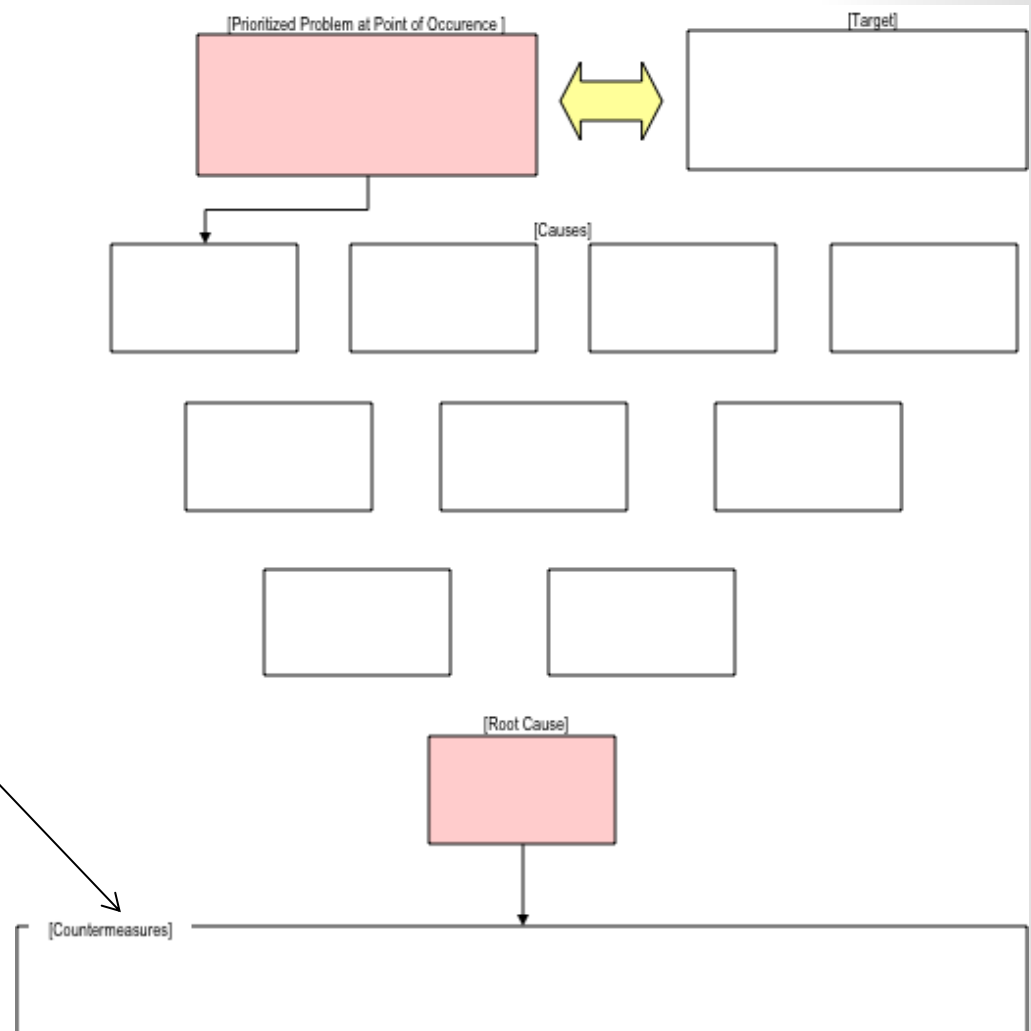 [Prioritized Problem at Point of Occurence ]
[Target]
[Causes]
[Root Cause]
[Countermeasures]